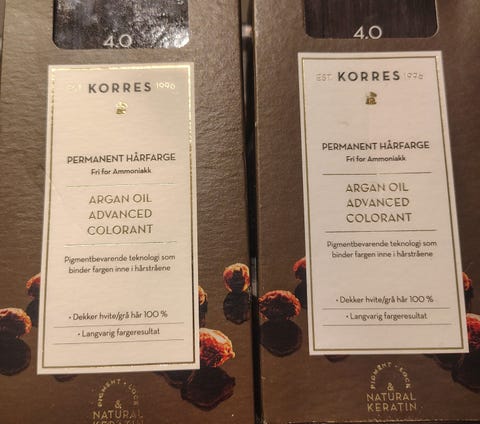 4.0
EST. KORRES 1996
PERMANENT HÅRFARGE
Fri for Ammoniakk
ARGAN OIL
ADVANCED
COLORANT
Pigmentbevarende teknologi som
binder fargen inne i hårstråene
• Dekker hvite/grå hår 100 %
• Langvarig fargeresultat
PIGMENT • LOCK
&
NATURAL
KERATIN
4.0
EST. KORRES 1996
PERMANENT HÅRFARGE
Fri for Ammoniakk
ARGAN OIL
ADVANCED
COLORANT
Pigmentbevarende teknologi som
binder fargen inne i hårstråene
• Dekker hvite/grå hår 100 %
• Langvarig fargeresultat
PIGMENT • LOCK
&
NATURAL
KERATIN